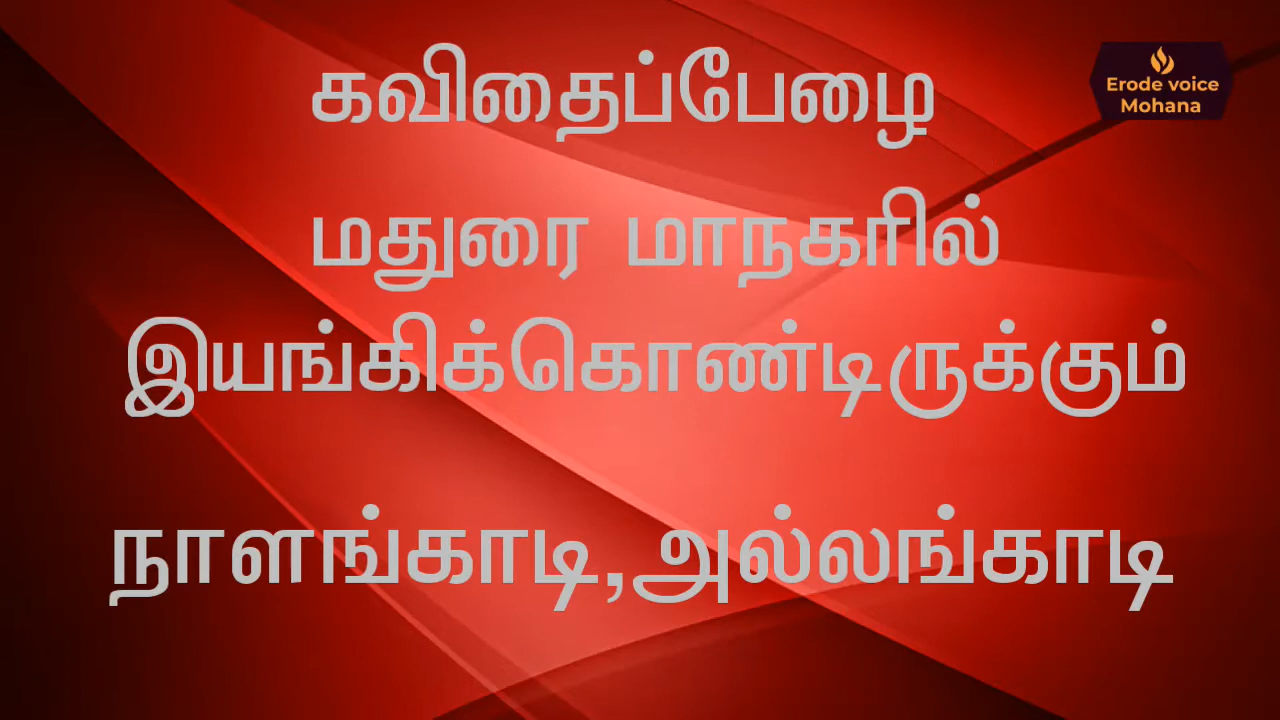 கவிதைப்பேழை
Erode voice
Mohana
மதுரை மாநகரில்
இயங்கிக்கொண்டிருக்கும்
நாளங்காடி,அல்லங்காடி